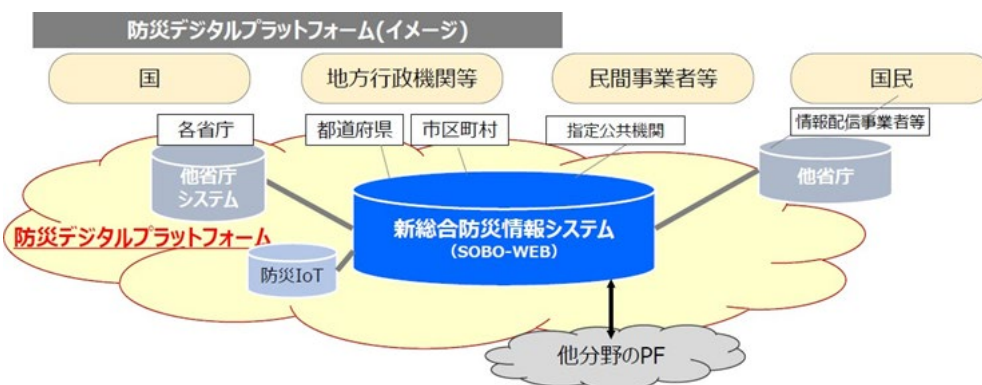 防災デジタルプラットフォーム(イメージ)
国
地方行政機関等
民間事業者等
国民
各省庁
都道府県
市区町村
指定公共機関
情報配信事業者等
他省庁
システム
他省庁
新総合防災情報システム
(SOBO-WEB)
防災デジタルプラットフォーム
防災IoT
他分野のPF